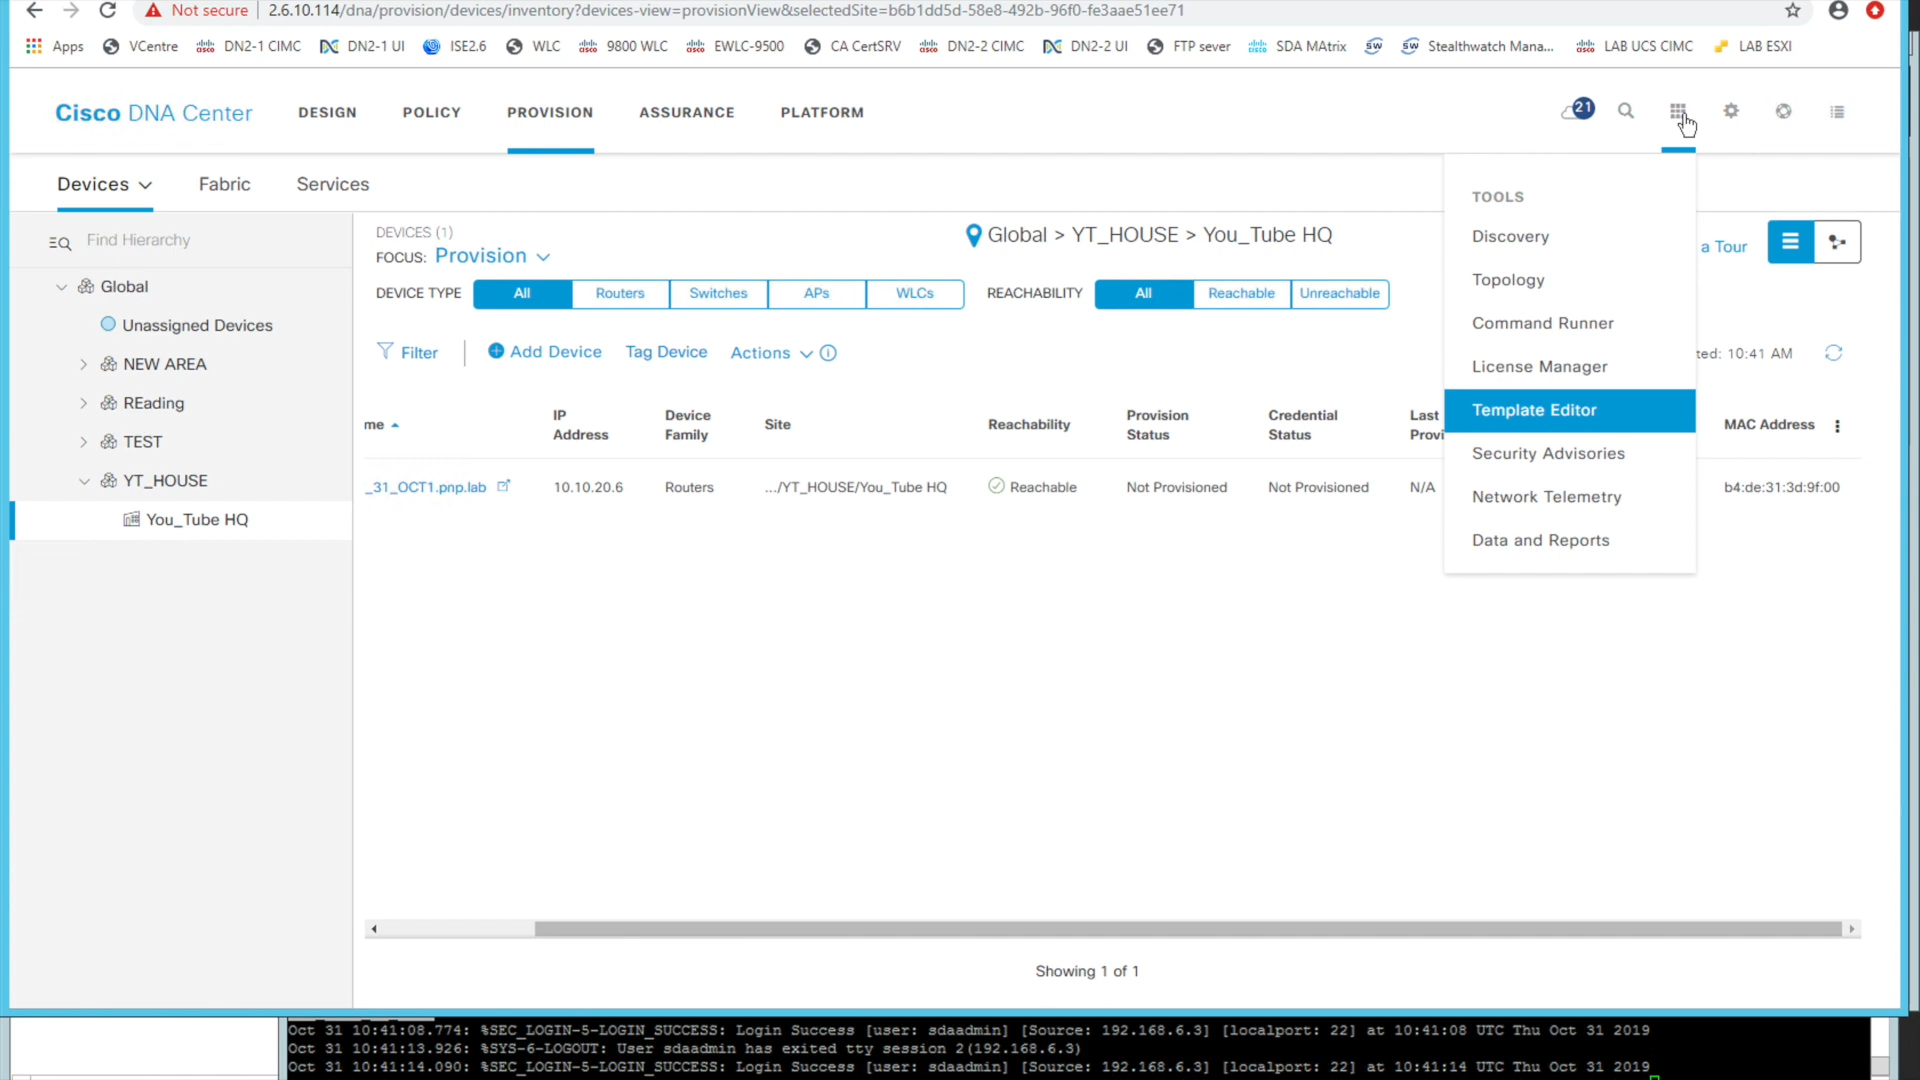 Not secure | 2.6.10.114/dna/provision/devices/inventory?devices-view=provisionView&selectedSite=b6b1dd5d-58e8-492b-96f0-fe3aae51ee71
Apps VCentre DN2-1 CIMC DN2-1 UI ISE2.6 WLC 9800 WLC EWLC-9500 CA CertSRV DN2-2 CIMC DN2-2 UI FTP sever SDA MAtrix Stealthwatch Mana... LAB UCS CIMC LAB ESXI
Cisco DNA Center DESIGN POLICY PROVISION ASSURANCE PLATFORM 21
Devices Fabric Services
TOOLS
Discovery
Topology
Command Runner
License Manager
Template Editor
Security Advisories
Network Telemetry
Data and Reports
Find Hierarchy
Global
Unassigned Devices
NEW AREA
REading
TEST
YT_HOUSE
You_Tube HQ
DEVICES (1)
FOCUS: Provision
Global > YT_HOUSE > You_Tube HQ
a Tour
DEVICE TYPE All Routers Switches APs WLCs REACHABILITY All Reachable Unreachable
Filter Add Device Tag Device Actions
ted: 10:41 AM
me IP Address Device Family Site Reachability Provision Status Credential Status Last Provi MAC Address
_31_OCT1.pnp.lab 10.10.20.6 Routers .../YT_HOUSE/You_Tube HQ Reachable Not Provisioned Not Provisioned N/A b4:de:31:3d:9f:00
Showing 1 of 1
Oct 31 10:41:08.774: %SEC_LOGIN-5-LOGIN_SUCCESS: Login Success [user: sdaadmin] [Source: 192.168.6.3] [localport: 22] at 10:41:08 UTC Thu Oct 31 2019
Oct 31 10:41:13.926: %SYS-6-LOGOUT: User sdaadmin has exited tty session 2(192.168.6.3)
Oct 31 10:41:14.090: %SEC_LOGIN-5-LOGIN_SUCCESS: Login Success [user: sdaadmin] [Source: 192.168.6.3] [localport: 22] at 10:41:14 UTC Thu Oct 31 2019